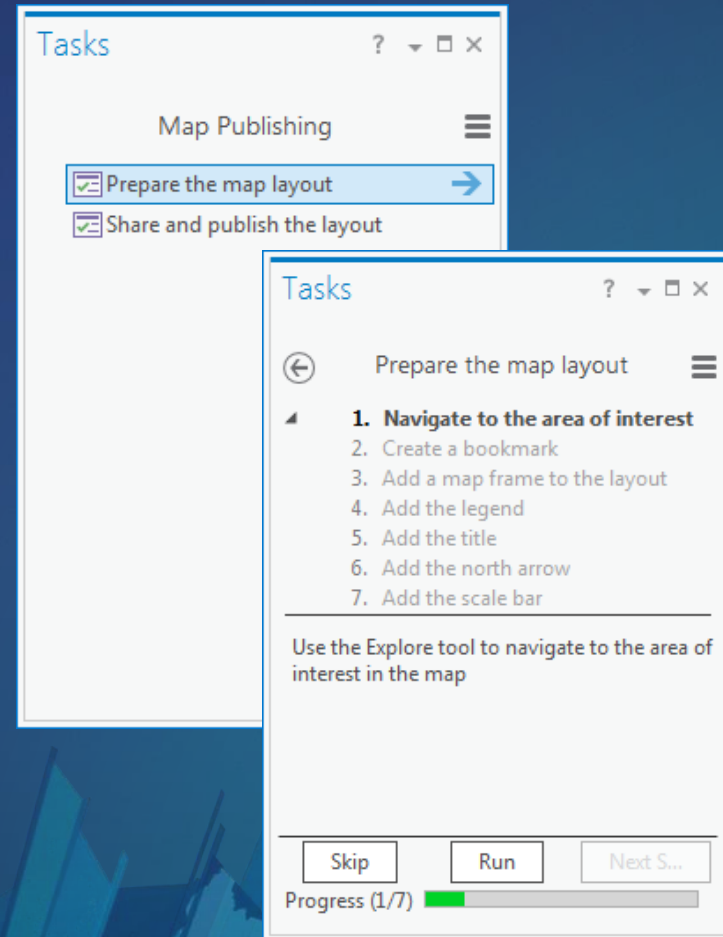 Tasks ?
Map Publishing
Prepare the map layout
Share and publish the layout
Tasks ?
Prepare the map layout
1. Navigate to the area of interest
2. Create a bookmark
3. Add a map frame to the layout
4. Add the legend
5. Add the title
6. Add the north arrow
7. Add the scale bar
Use the Explore tool to navigate to the area of
interest in the map
Skip Run Next S...
Progress (1/7)